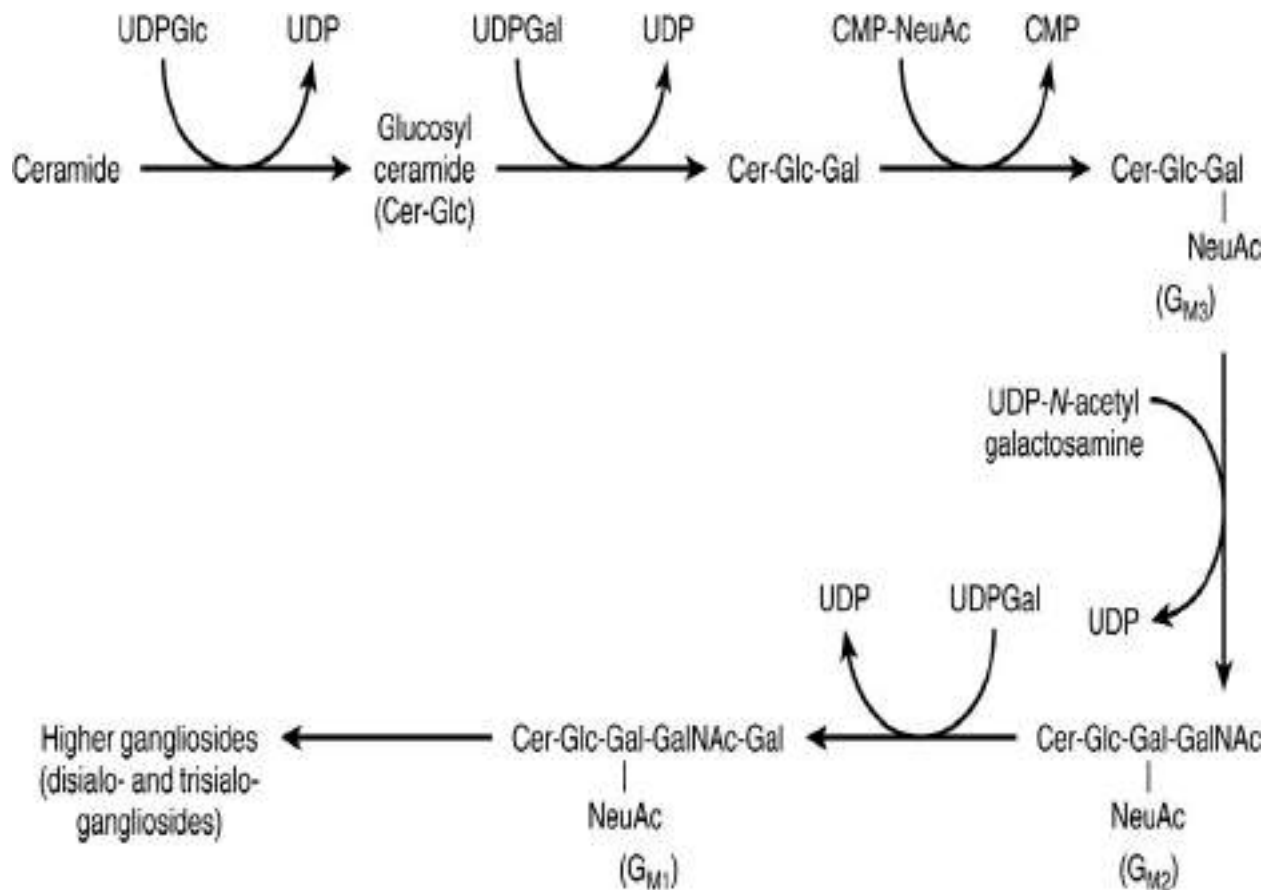 UDPGlc
UDP
UDPGal
UDP
CMP-NeuAc
CMP
Ceramide
Glucosyl
ceramide
(Cer-Glc)
Cer-Glc-Gal
Cer-Glc-Gal
NeuAc
(GM3)
UDP-N-acetyl
galactosamine
UDP
UDP
UDPGal
Higher gangliosides
(disialo- and trisialo-
gangliosides)
Cer-Glc-Gal-GalNAc-Gal
NeuAc
(GM1)
Cer-Glc-Gal-GalNAc
NeuAc
(GM2)